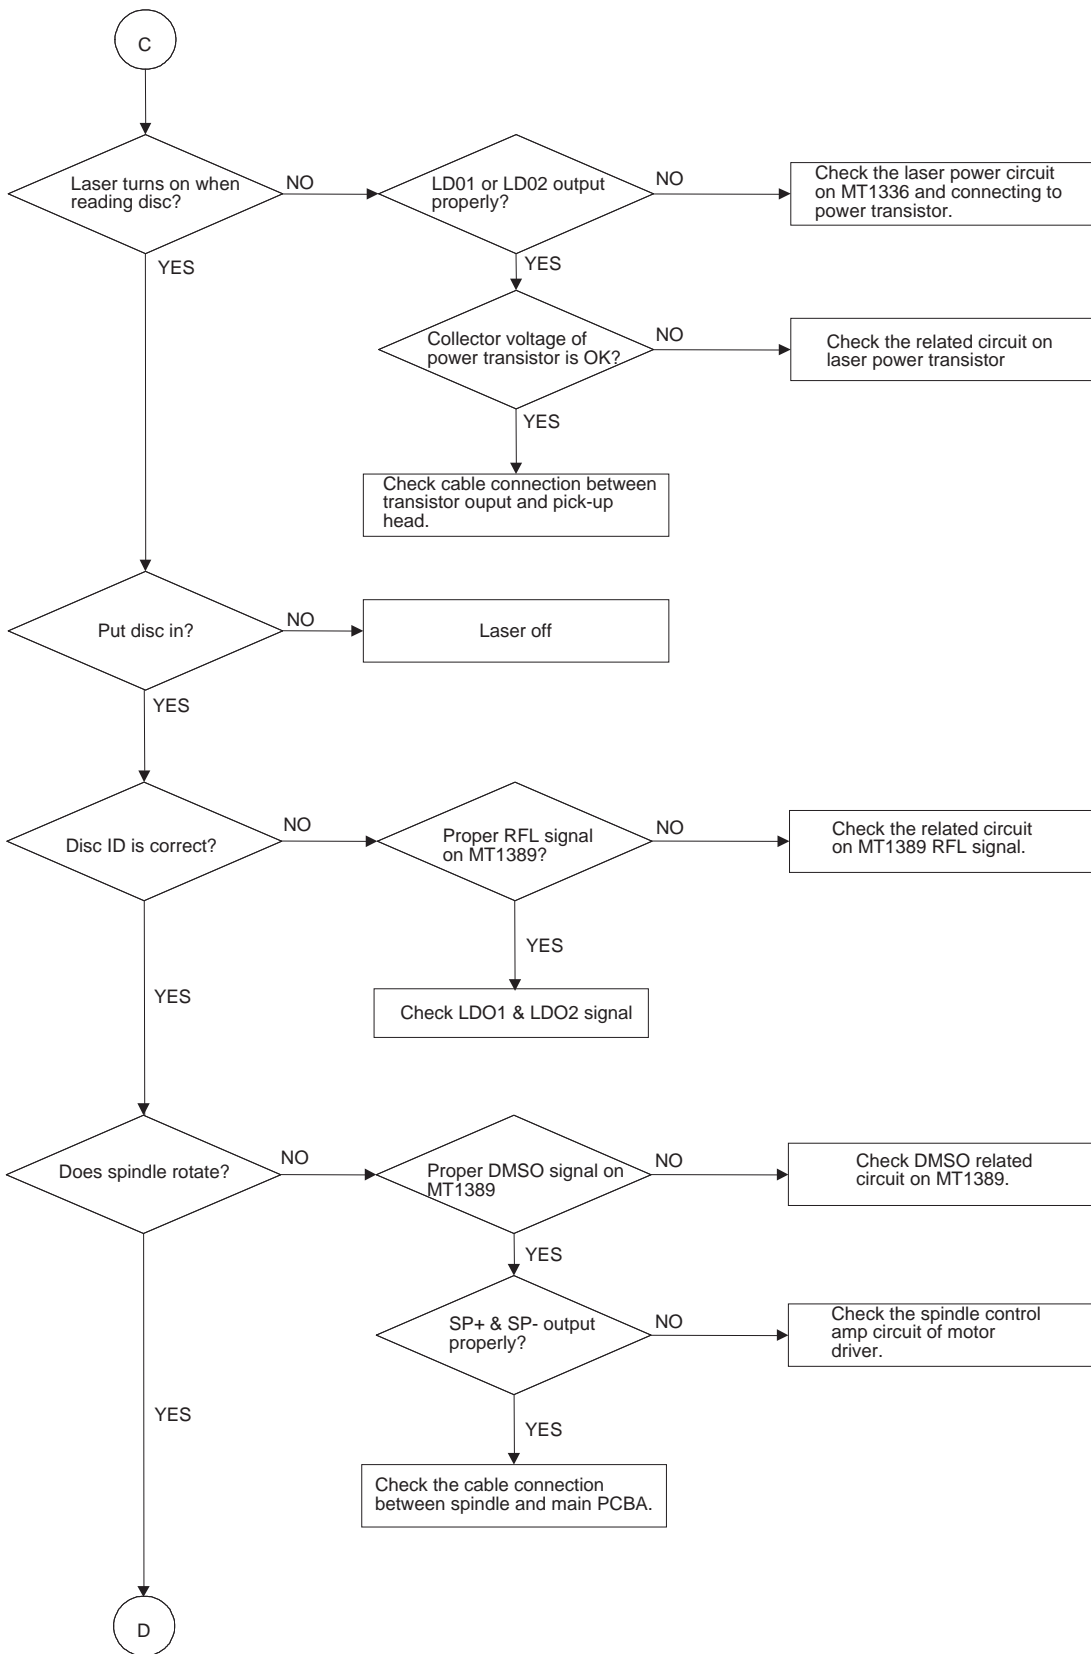 C
Laser turns on when
reading disc?
NO
LD01 or LD02 output
properly?
NO
Check the laser power circuit
on MT1336 and connecting to
power transistor.
YES
YES
Collector voltage of
power transistor is OK?
NO
Check the related circuit on
laser power transistor
YES
Check cable connection between
transistor ouput and pick-up
head.
Put disc in?
NO
Laser off
YES
Disc ID is correct?
NO
Proper RFL signal
on MT1389?
NO
Check the related circuit
on MT1389 RFL signal.
YES
YES
Check LDO1 & LDO2 signal
Does spindle rotate?
NO
Proper DMSO signal on
MT1389
NO
Check DMSO related
circuit on MT1389.
YES
SP+ & SP- output
properly?
NO
Check the spindle control
amp circuit of motor
driver.
YES
YES
Check the cable connection
between spindle and main PCBA.
D